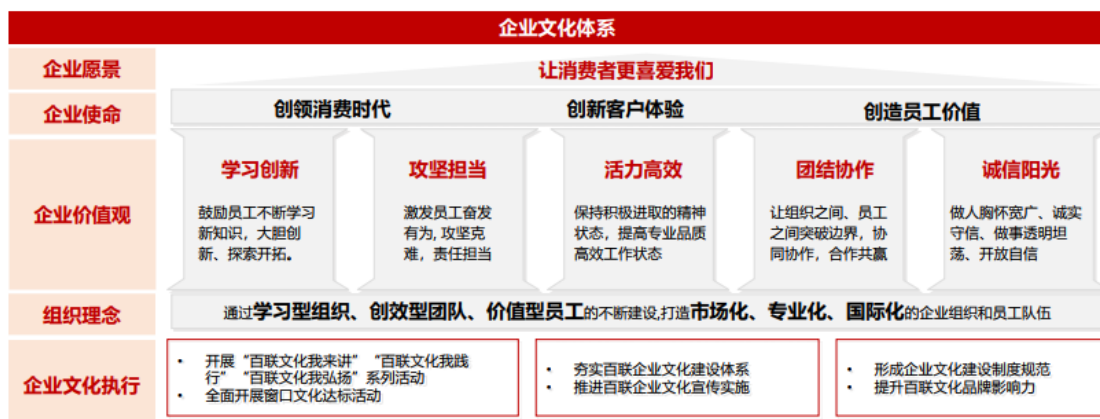 企业文化体系
企业愿景
让消费者更喜爱我们
企业使命
创领消费时代
创新客户体验
创造员工价值
企业价值观
学习创新
鼓励员工不断学习
新知识，大胆创
新、探索开拓。
攻坚担当
激发员工奋发
有为, 攻坚克
难，责任担当
活力高效
保持积极进取的精神
状态，提高专业品质
高效工作状态
团结协作
让组织之间、员工
之间突破边界，协
同协作，合作共赢
诚信阳光
做人胸怀宽广、诚实
守信、做事透明坦
荡、开放自信
组织理念
通过学习型组织、创效型团队、价值型员工的不断建设,打造市场化、专业化、国际化的企业组织和员工队伍
企业文化执行
• 开展“百联文化我来讲”“百联文化我践
行”“百联文化我弘扬”系列活动
• 全面开展窗口文化达标活动
• 夯实百联企业文化建设体系
• 推进百联企业文化宣传实施
• 形成企业文化建设制度规范
• 提升百联文化品牌影响力